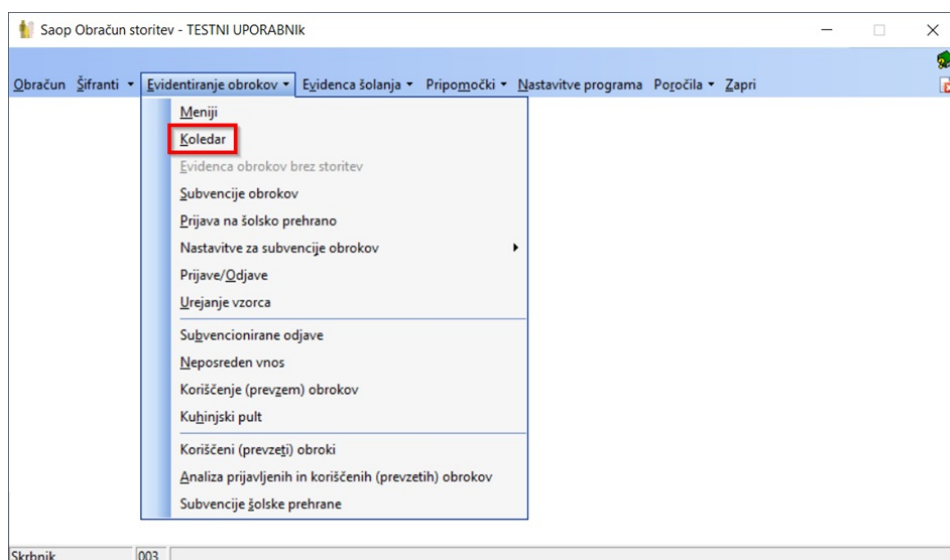 Saop Obračun storitev - TESTNI UPORABNIk
Obračun Šifranti Evidentiranje obrokov Evidenca šolanja Pripomočki Nastavitve programa Poročila Zapri
Meniji
Koledar
Evidenca obrokov brez storitev
Subvencije obrokov
Prijava na šolsko prehrano
Nastavitve za subvencije obrokov
Prijave/Odjave
Urejanje vzorca
Subvencionirane odjave
Neposreden vnos
Koriščenje (prevzem) obrokov
Kuhinjski pult
Koriščeni (prevzeti) obroki
Analiza prijavljenih in koriščenih (prevzetih) obrokov
Subvencije šolske prehrane
Skrbnik 003